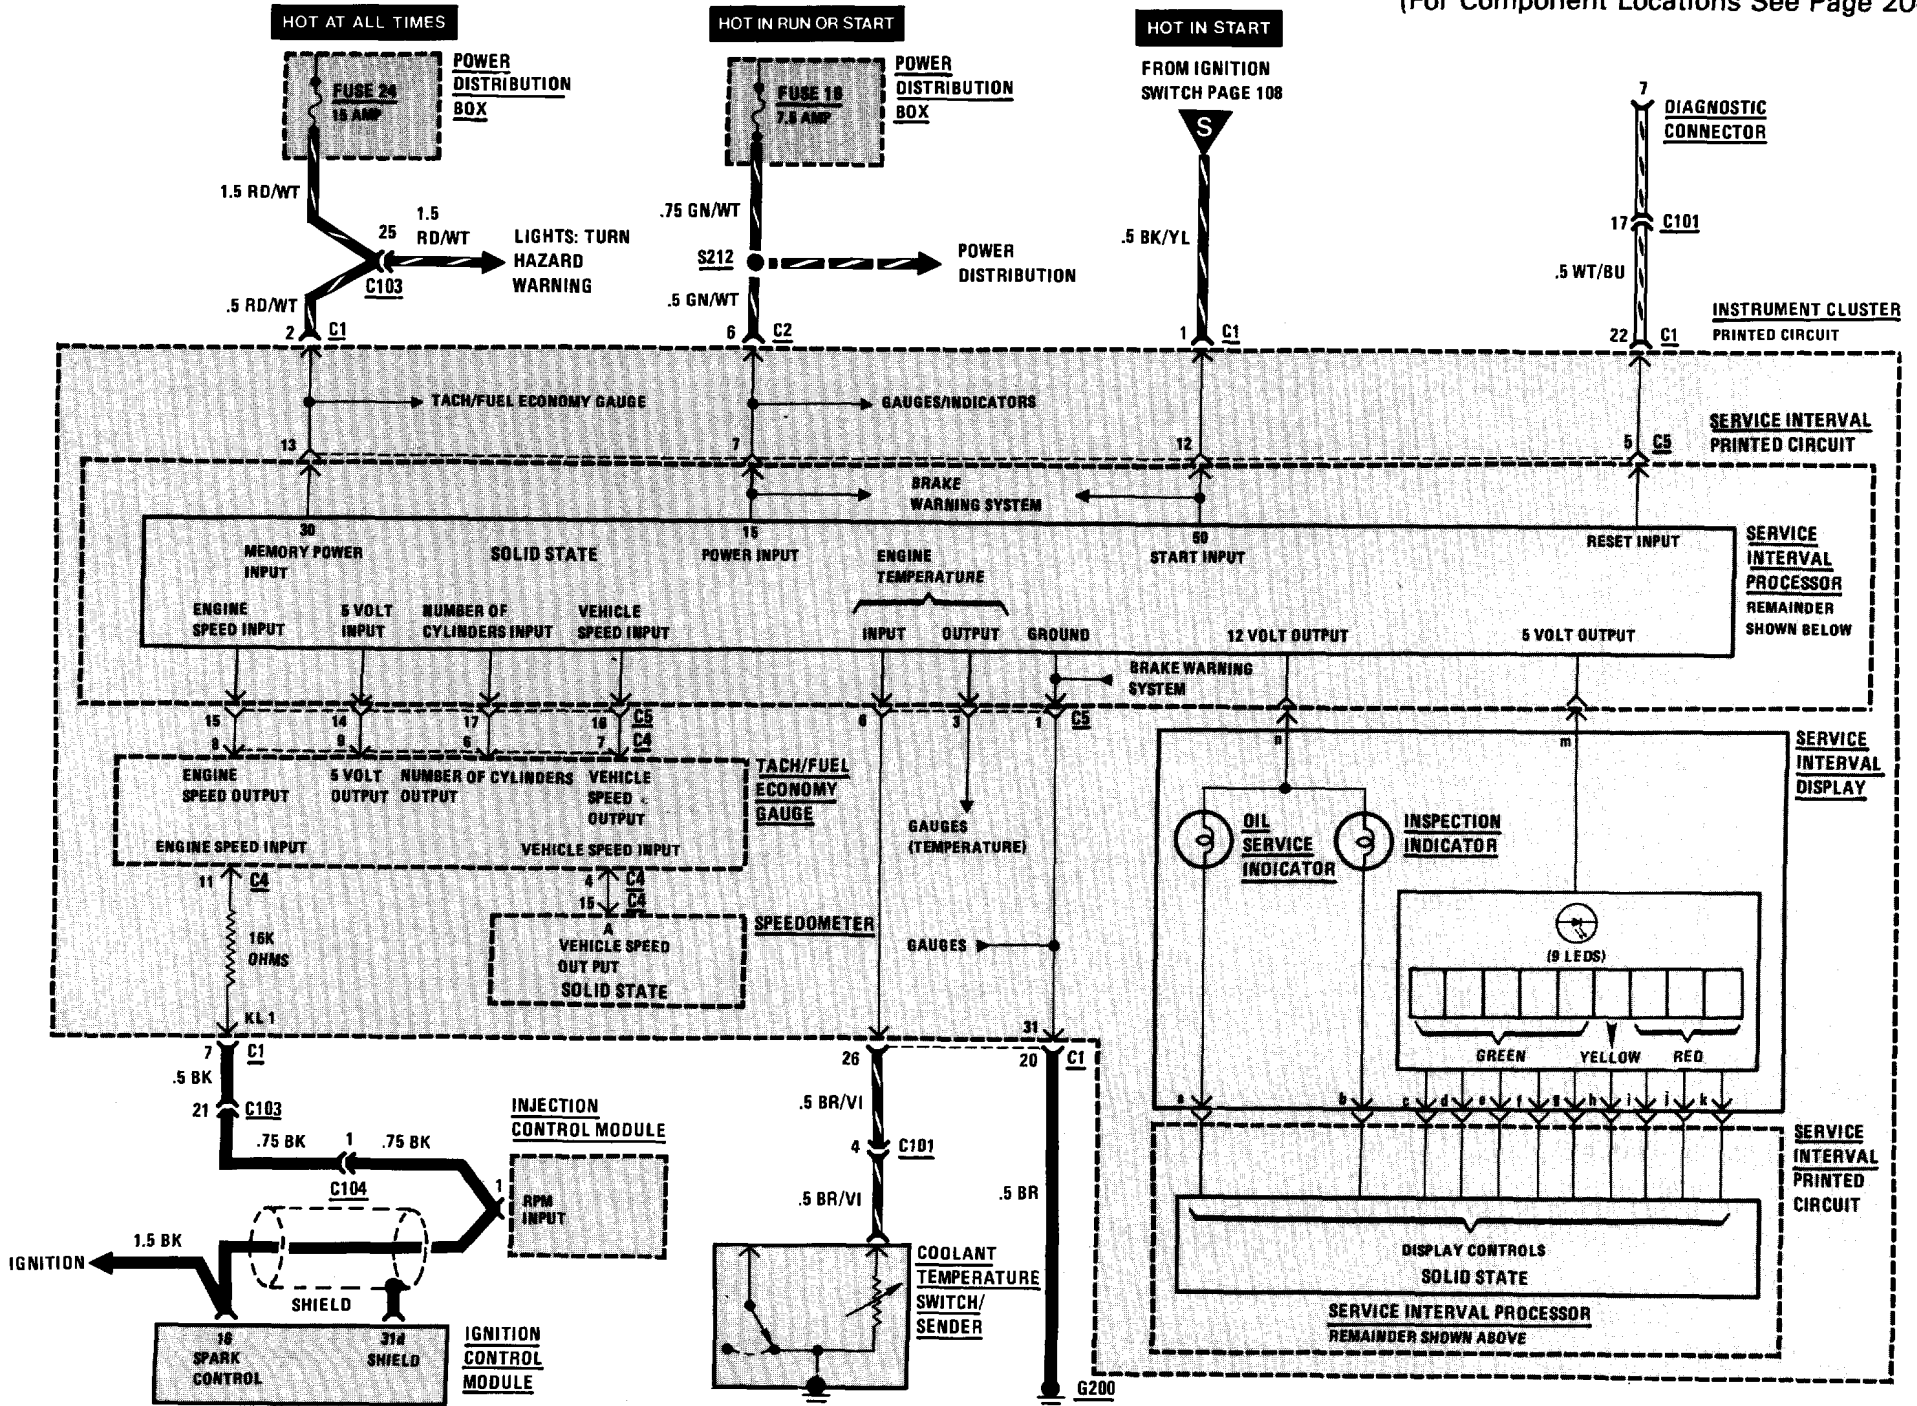 (For Component Locations See Page 20
HOT AT ALL TIMES
HOT IN RUN OR START
HOT IN START
POWER
DISTRIBUTION
BOX
FUSE 24
15 AMP
POWER
DISTRIBUTION
BOX
FUSE 18
7.5 AMP
FROM IGNITION
SWITCH PAGE 108
S
7
DIAGNOSTIC
CONNECTOR
1.5 RD/WT
25
1.5
RD/WT
LIGHTS: TURN
HAZARD
WARNING
C103
.5 RD/WT
2
C1
.75 GN/WT
S212
POWER
DISTRIBUTION
.5 GN/WT
6
C2
.5 BK/YL
1
C1
17
C101
.5 WT/BU
22
C1
INSTRUMENT CLUSTER
PRINTED CIRCUIT
TACH/FUEL ECONOMY GAUGE
GAUGES/INDICATORS
13
7
12
5
C5
SERVICE INTERVAL
PRINTED CIRCUIT
BRAKE
WARNING SYSTEM
30
MEMORY POWER
INPUT
SOLID STATE
15
POWER INPUT
ENGINE
TEMPERATURE
50
START INPUT
RESET INPUT
SERVICE
INTERVAL
PROCESSOR
REMAINDER
SHOWN BELOW
ENGINE
SPEED INPUT
5 VOLT
INPUT
NUMBER OF
CYLINDERS INPUT
VEHICLE
SPEED INPUT
INPUT
OUTPUT
GROUND
12 VOLT OUTPUT
5 VOLT OUTPUT
BRAKE WARNING
SYSTEM
15
14
17
16
C5
6
3
1
C5
8
9
6
7
C4
n
m
SERVICE
INTERVAL
DISPLAY
ENGINE
SPEED OUTPUT
5 VOLT
OUTPUT
NUMBER OF CYLINDERS
OUTPUT
VEHICLE
SPEED
OUTPUT
TACH/FUEL
ECONOMY
GAUGE
ENGINE SPEED INPUT
VEHICLE SPEED INPUT
GAUGES
(TEMPERATURE)
OIL
SERVICE
INDICATOR
INSPECTION
INDICATOR
11
C4
4
C4
15
C4
16K
OHMS
A
VEHICLE SPEED
OUT PUT
SOLID STATE
SPEEDOMETER
GAUGES
(9 LEDS)
GREEN
YELLOW
RED
KL 1
31
7
C1
26
20
C1
.5 BK
21
C103
.75 BK
1
.75 BK
C104
INJECTION
CONTROL MODULE
1
RPM
INPUT
.5 BR/VI
4
C101
.5 BR/VI
.5 BR
a
b
c
d
e
f
g
h
i
j
k
SERVICE
INTERVAL
PRINTED
CIRCUIT
DISPLAY CONTROLS
SOLID STATE
SERVICE INTERVAL PROCESSOR
REMAINDER SHOWN ABOVE
1.5 BK
IGNITION
SHIELD
16
SPARK
CONTROL
31d
SHIELD
IGNITION
CONTROL
MODULE
COOLANT
TEMPERATURE
SWITCH/
SENDER
G200